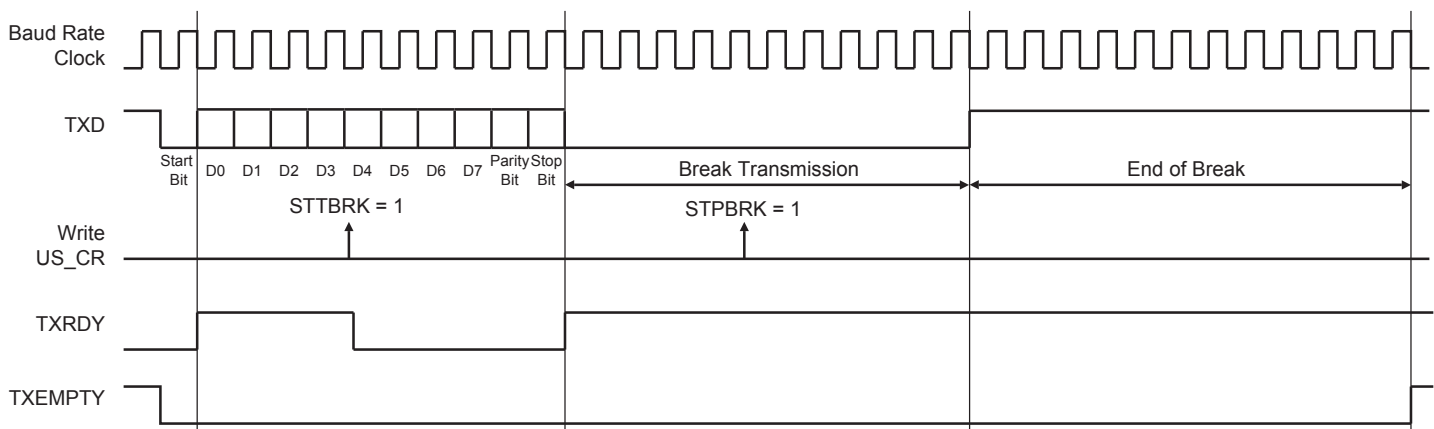 Baud Rate
Clock
TXD
Start
Bit
D0 D1 D2 D3 D4 D5 D6 D7
Parity
Bit
Stop
Bit
Break Transmission
End of Break
STTBRK = 1
STPBRK = 1
Write
US_CR
TXRDY
TXEMPTY